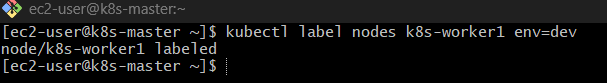 ec2-user@k8s-master:~
[ec2-user@k8s-master ~]$ kubectl label nodes k8s-worker1 env=dev
node/k8s-worker1 labeled
[ec2-user@k8s-master ~]$